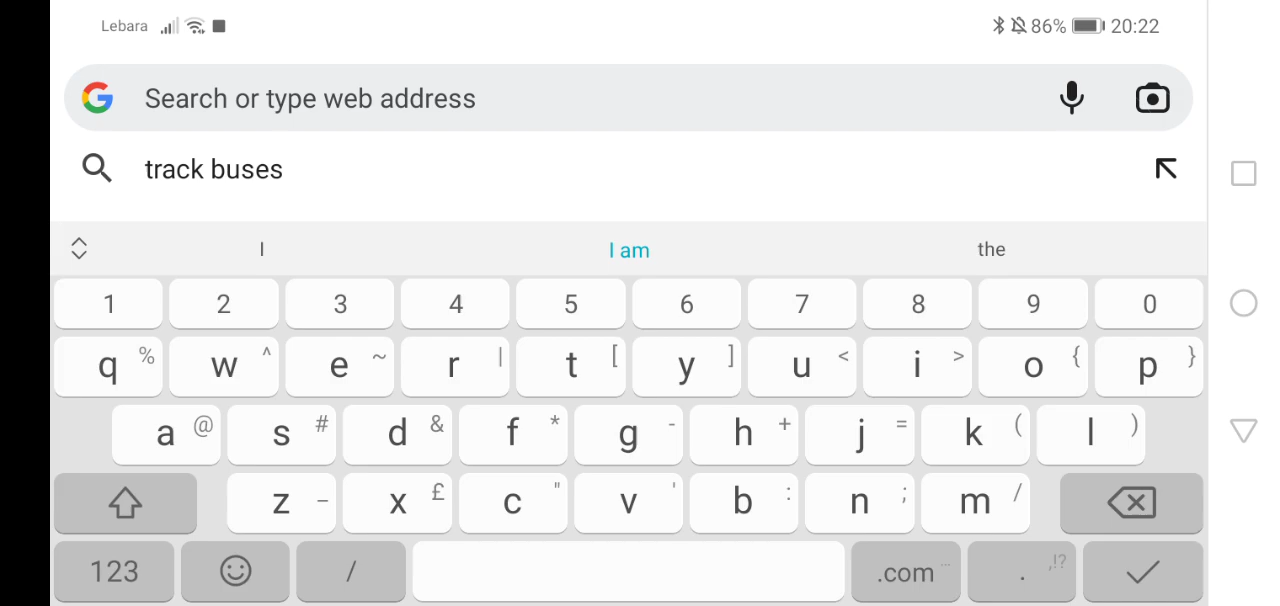 Lebara 86% 20:22
Search or type web address
track buses
I I am the
1 2 3 4 5 6 7 8 9 0
q % w ^ e ~ r | t [ y ] u < i > o { p }
a @ s # d & f * g - h + j = k ( l )
z _ x £ c " v ' b : n ; m /
123 / .com ... . ,!?